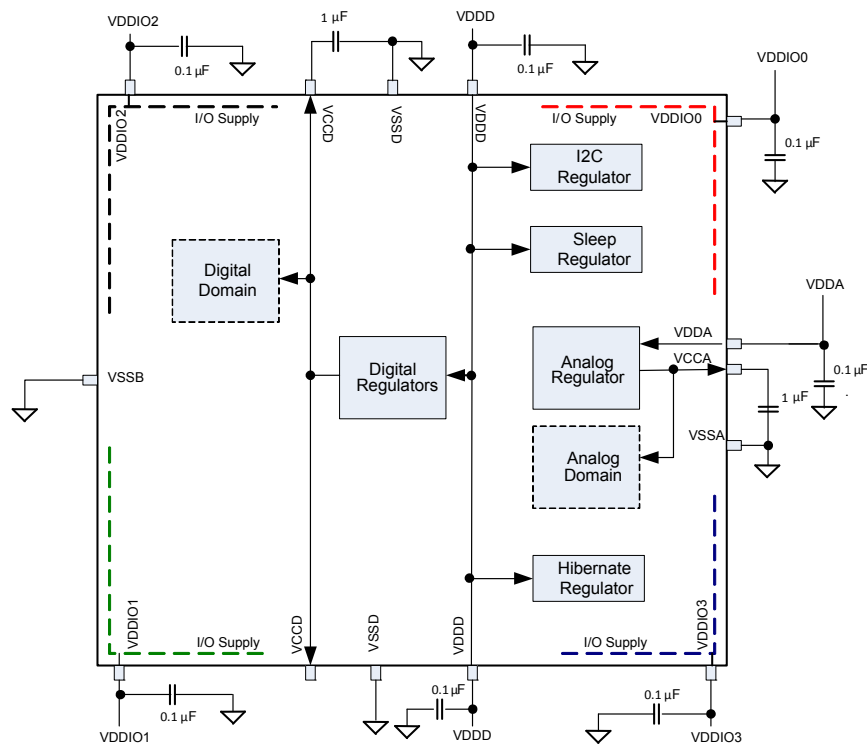 VDDIO2
1 µF
VDDD
0.1 µF
0.1 µF
VDDIO0
0.1 µF
I/O Supply
VDDIO2
VCCD
VSSD
VDDD
I/O Supply
VDDIO0
I2C
Regulator
Sleep
Regulator
Digital
Domain
VDDA
VDDA
VCCA
Digital
Regulators
Analog
Regulator
0.1 µF
.
1 µF
VSSB
VSSA
Analog
Domain
Hibernate
Regulator
VDDIO1
I/O Supply
VCCD
VSSD
VDDD
I/O Supply
VDDIO3
0.1 µF
0.1 µF
0.1 µF
VDDIO1
VDDD
VDDIO3